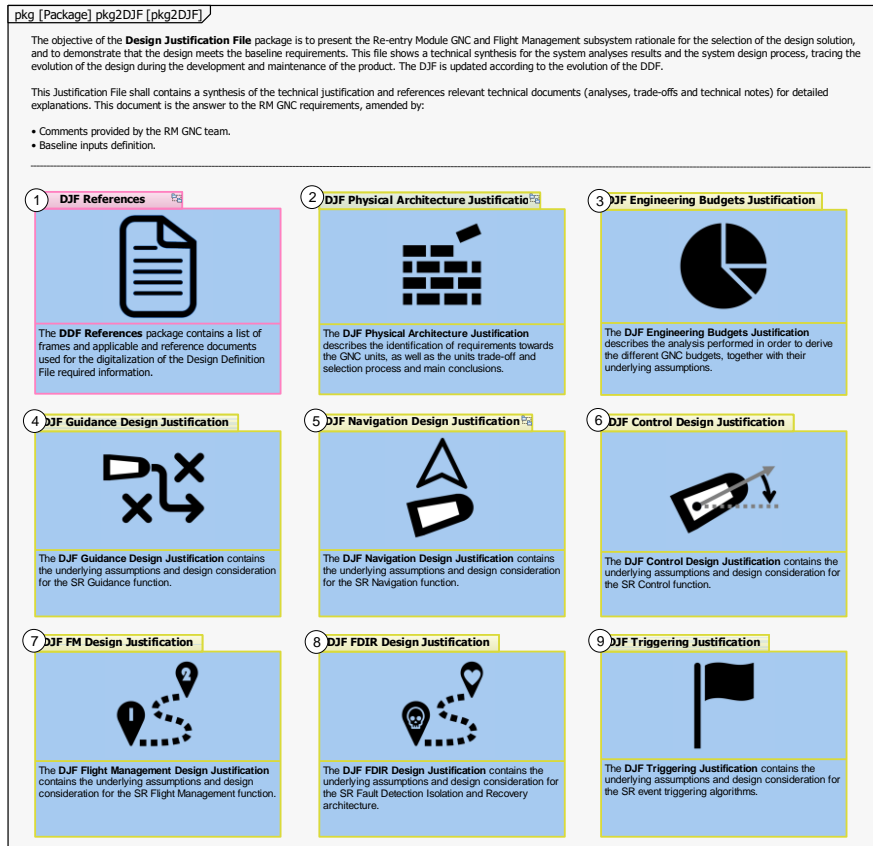 pkg [Package] pkg2DJF [pkg2DJF]
The objective of the Design Justification File package is to present the Re-entry Module GNC and Flight Management subsystem rationale for the selection of the design solution,
and to demonstrate that the design meets the baseline requirements. This file shows a technical synthesis for the system analyses results and the system design process, tracing the
evolution of the design during the development and maintenance of the product. The DJF is updated according to the evolution of the DDF.
This Justification File shall contains a synthesis of the technical justification and references relevant technical documents (analyses, trade-offs and technical notes) for detailed
explanations. This document is the answer to the RM GNC requirements, amended by:
• Comments provided by the RM GNC team.
• Baseline inputs definition.
1 DJF References
The DDF References package contains a list of
frames and applicable and reference documents
used for the digitalization of the Design Definition
File required information.
2 DJF Physical Architecture Justificatio
The DJF Physical Architecture Justification
describes the identification of requirements towards
the GNC units, as well as the units trade-off and
selection process and main conclusions.
3 DJF Engineering Budgets Justification
The DJF Engineering Budgets Justification
describes the analysis performed in order to derive
the different GNC budgets, together with their
underlying assumptions.
4 DJF Guidance Design Justification
The DJF Guidance Design Justification contains
the underlying assumptions and design consideration
for the SR Guidance function.
5 DJF Navigation Design Justification
The DJF Navigation Design Justification contains
the underlying assumptions and design consideration
for the SR Navigation function.
6 DJF Control Design Justification
The DJF Control Design Justification contains the
underlying assumptions and design consideration for
the SR Control function.
7 DJF FM Design Justification
1
2
The DJF Flight Management Design Justification
contains the underlying assumptions and design
consideration for the SR Flight Management function.
8 DJF FDIR Design Justification
The DJF FDIR Design Justification contains the
underlying assumptions and design consideration for
the SR Fault Detection Isolation and Recovery
architecture.
9 DJF Triggering Justification
The DJF Triggering Justification contains the
underlying assumptions and design consideration for
the SR event triggering algorithms.